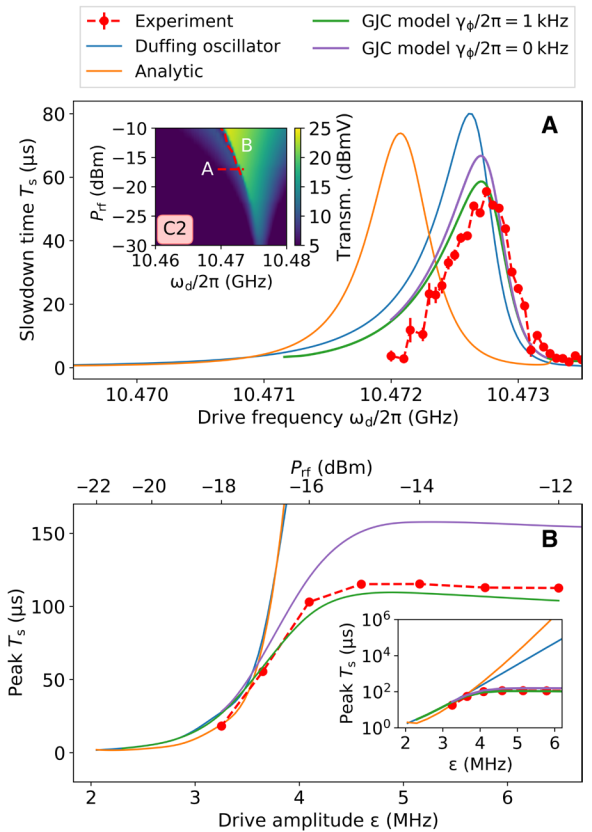 Experiment
Duffing oscillator
Analytic
GJC model γϕ/2π = 1 kHz
GJC model γϕ/2π = 0 kHz
A
Slowdown time Ts (μs)
80
60
40
20
0
10.470 10.471 10.472 10.473
Drive frequency ωd/2π (GHz)
Prf (dBm)
−10
−15
−20
−25
−30
A
B
C2
10.46 10.47 10.48
ωd/2π (GHz)
25
20
15
10
5
Transm. (dBmV)
Prf (dBm)
−22 −20 −18 −16 −14 −12
B
Peak Ts (μs)
150
100
50
0
2 3 4 5 6
Drive amplitude ε (MHz)
Peak Ts (μs)
10⁶
10⁴
10²
10⁰
2 3 4 5 6
ε (MHz)